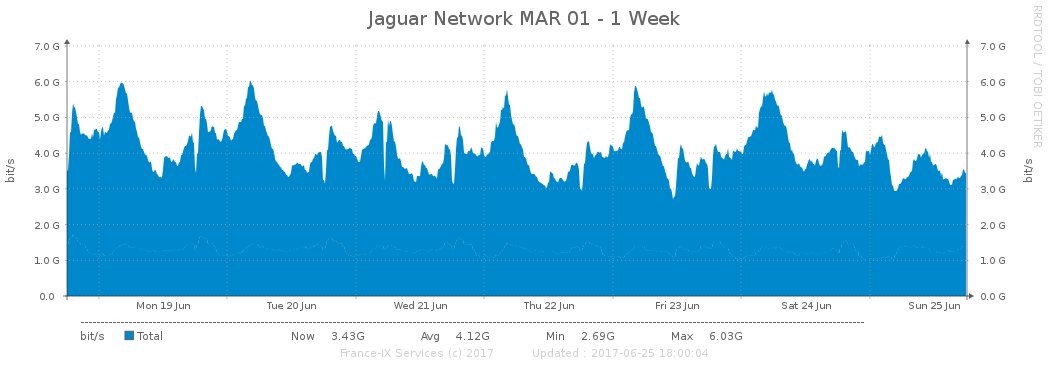 Jaguar Network MAR 01 - 1 Week
RRDTOOL / TOBI OETIKER
bit/s
7.0 G 7.0 G
6.0 G 6.0 G
5.0 G 5.0 G
4.0 G 4.0 G
3.0 G 3.0 G
2.0 G 2.0 G
1.0 G 1.0 G
0.0 0.0 G
bit/s
Mon 19 Jun Tue 20 Jun Wed 21 Jun Thu 22 Jun Fri 23 Jun Sat 24 Jun Sun 25 Jun
bit/s Total Now 3.43G Avg 4.12G Min 2.69G Max 6.03G
France-IX Services (c) 2017 Updated : 2017-06-25 18:00:04